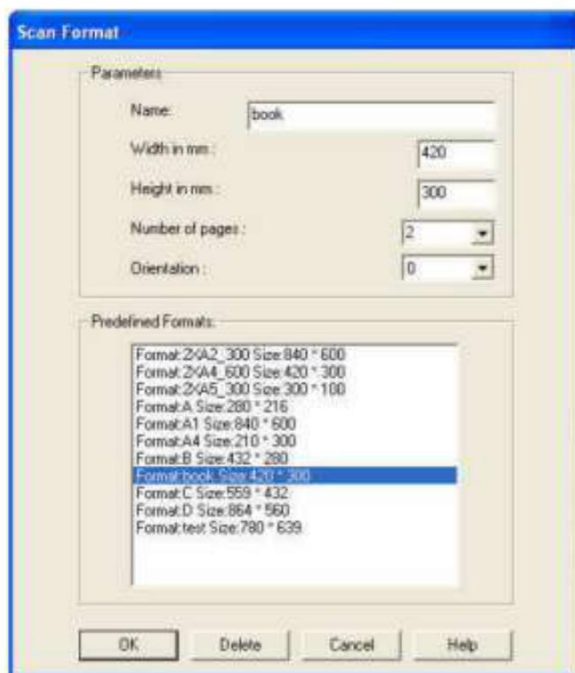 Scan Format
Parameters
Name:
book
Width in mm :
420
Height in mm :
300
Number of pages :
2
Orientation :
0
Predefined Formats:
Format:2XA2_300 Size:840 * 600
Format:2XA4_600 Size:420 * 300
Format:2XA5_300 Size:300 * 100
Format:A Size:280 * 216
Format:A1 Size:840 * 600
Format:A4 Size:210 * 300
Format:B Size:432 * 280
Format:book Size:420 * 300
Format:C Size:559 * 432
Format:D Size:864 * 560
Format:test Size:780 * 639
OK
Delete
Cancel
Help